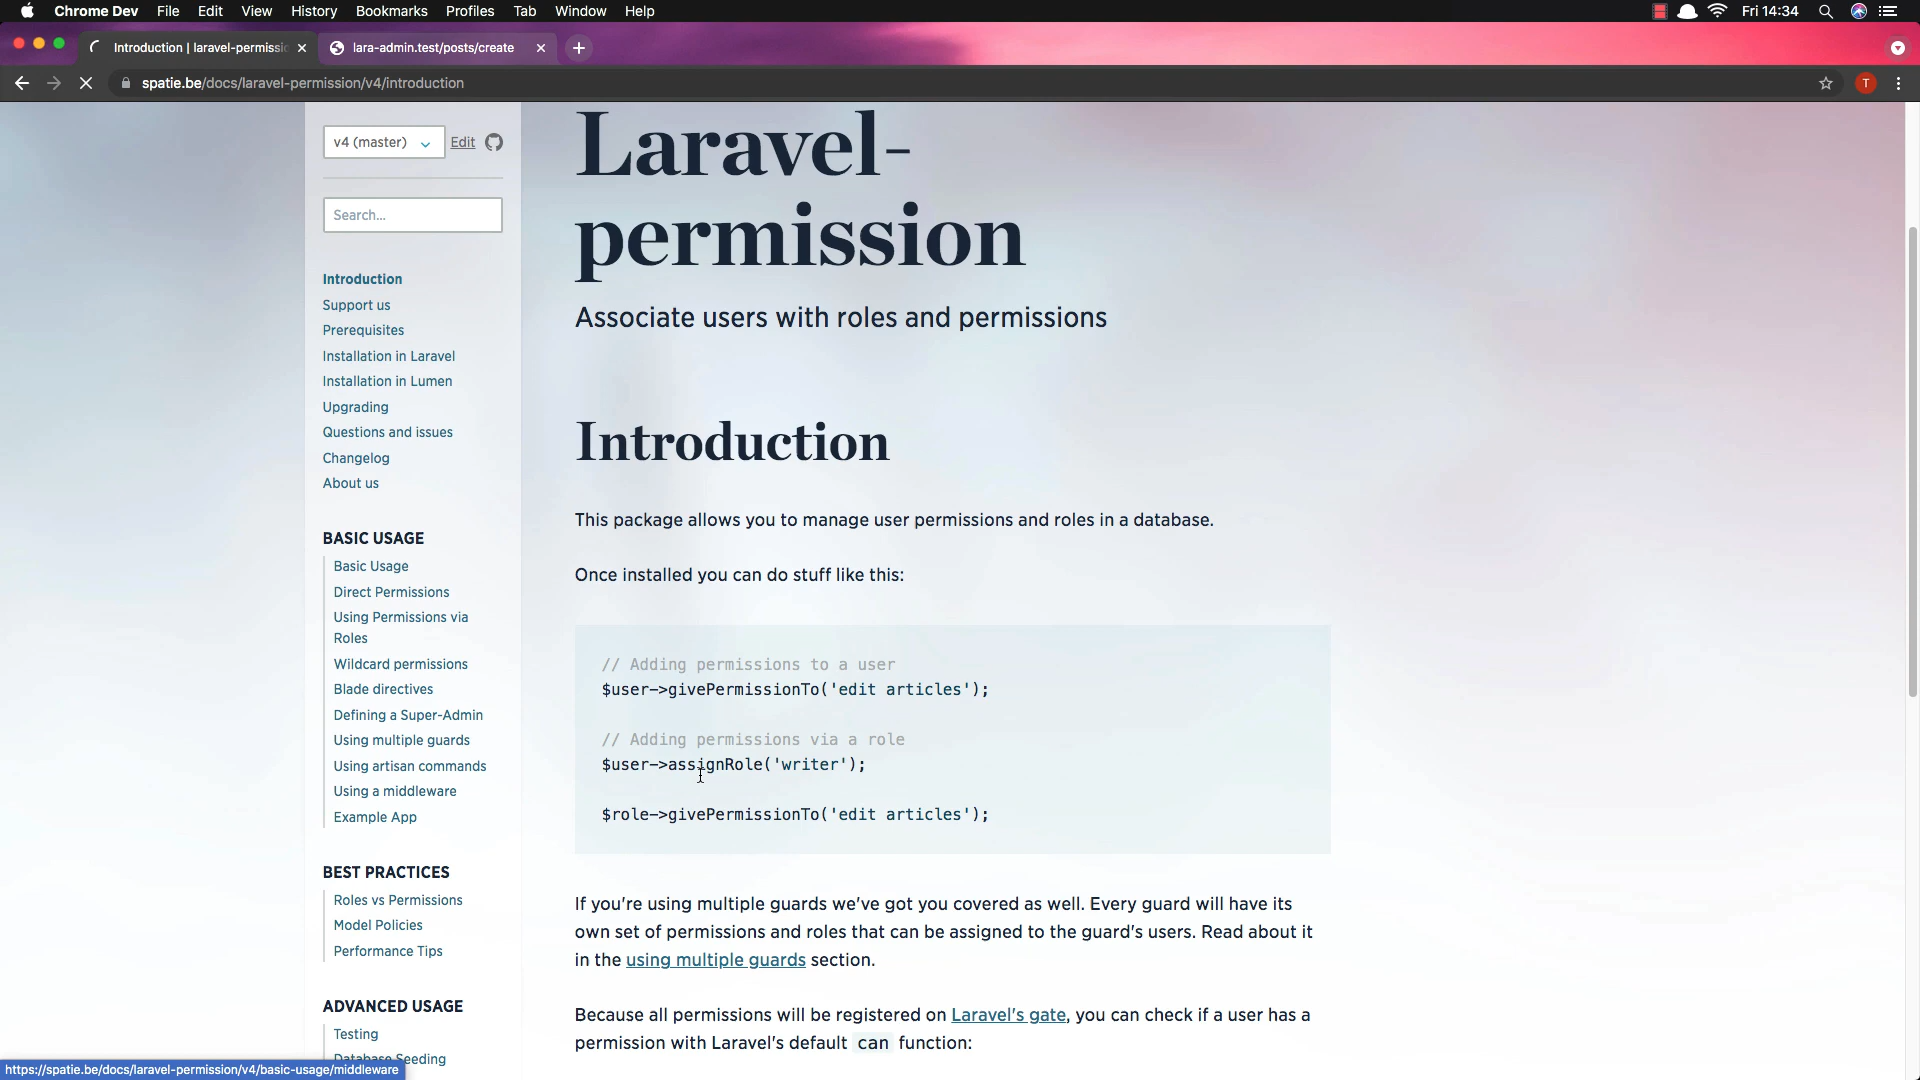 Chrome Dev File Edit View History Bookmarks Profiles Tab Window Help Fri 14:34
Introduction | laravel-permissi lara-admin.test/posts/create
spatie.be/docs/laravel-permission/v4/introduction T
v4 (master) Edit
Search...
Introduction
Support us
Prerequisites
Installation in Laravel
Installation in Lumen
Upgrading
Questions and issues
Changelog
About us
BASIC USAGE
Basic Usage
Direct Permissions
Using Permissions via
Roles
Wildcard permissions
Blade directives
Defining a Super-Admin
Using multiple guards
Using artisan commands
Using a middleware
Example App
BEST PRACTICES
Roles vs Permissions
Model Policies
Performance Tips
ADVANCED USAGE
Testing
Database Seeding
Laravel-
permission
Associate users with roles and permissions
Introduction
This package allows you to manage user permissions and roles in a database.
Once installed you can do stuff like this:
// Adding permissions to a user
$user->givePermissionTo('edit articles');
// Adding permissions via a role
$user->assignRole('writer');
$role->givePermissionTo('edit articles');
If you're using multiple guards we've got you covered as well. Every guard will have its
own set of permissions and roles that can be assigned to the guard's users. Read about it
in the using multiple guards section.
Because all permissions will be registered on Laravel's gate, you can check if a user has a
permission with Laravel's default can function:
https://spatie.be/docs/laravel-permission/v4/basic-usage/middleware